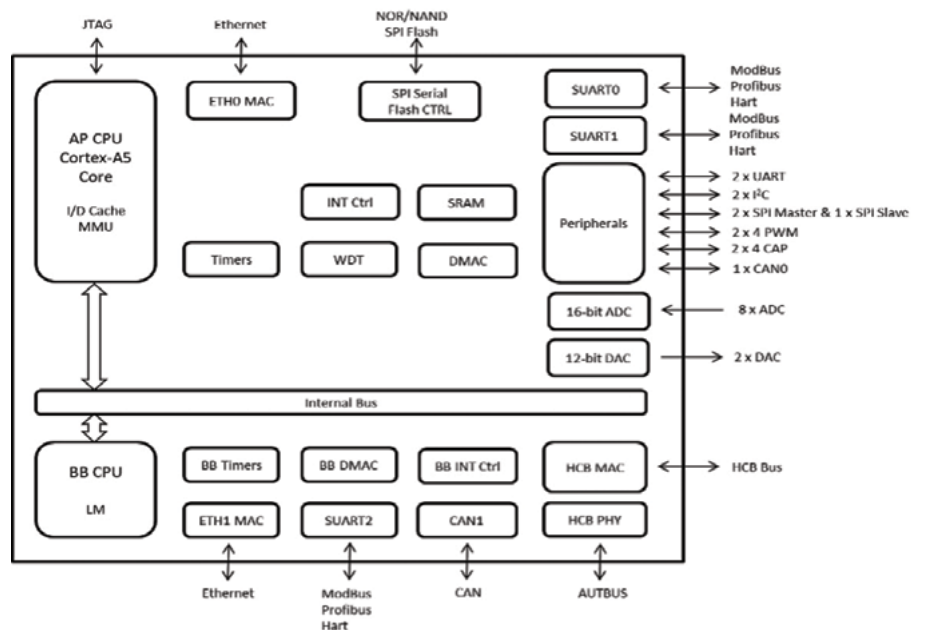 JTAG
Ethernet
NOR/NAND
SPI Flash
AP CPU
Cortex-A5
Core
I/D Cache
MMU
ETH0 MAC
SPI Serial
Flash CTRL
SUART0
ModBus
Profibus
Hart
SUART1
ModBus
Profibus
Hart
INT Ctrl
SRAM
Timers
WDT
DMAC
Peripherals
2 x UART
2 x I²C
2 x SPI Master & 1 x SPI Slave
2 x 4 PWM
2 x 4 CAP
1 x CAN0
16-bit ADC
8 x ADC
12-bit DAC
2 x DAC
Internal Bus
BB CPU
LM
BB Timers
BB DMAC
BB INT Ctrl
HCB MAC
HCB Bus
ETH1 MAC
SUART2
CAN1
HCB PHY
Ethernet
ModBus
Profibus
Hart
CAN
AUTBUS